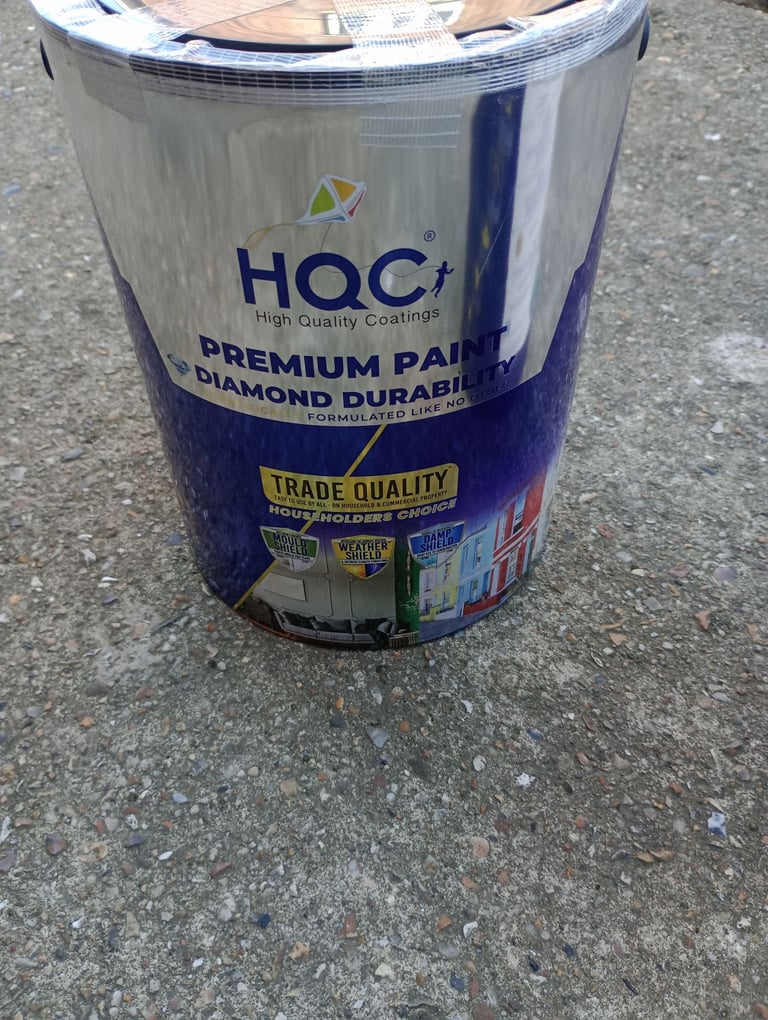 HQC®
High Quality Coatings
PREMIUM PAINT
DIAMOND DURABILITY
FORMULATED LIKE NO OTHER
TRADE QUALITY
EASY TO USE BY ALL - ON HOUSEHOLD & COMMERCIAL PROPERTY
HOUSEHOLDERS CHOICE
MOULD
SHIELD
WEATHER
SHIELD
DAMP
SHIELD